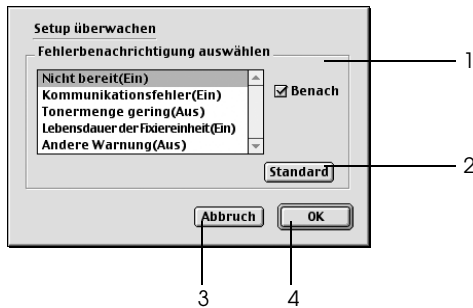 Setup überwachen
Fehlerbenachrichtigung auswählen
1
Nicht bereit(Ein)
Kommunikationsfehler(Ein)
Tonermenge gering(Aus)
Lebensdauer der Fixiereinheit(Ein)
Andere Warnung(Aus)
Benach
Standard
2
Abbruch
OK
3
4